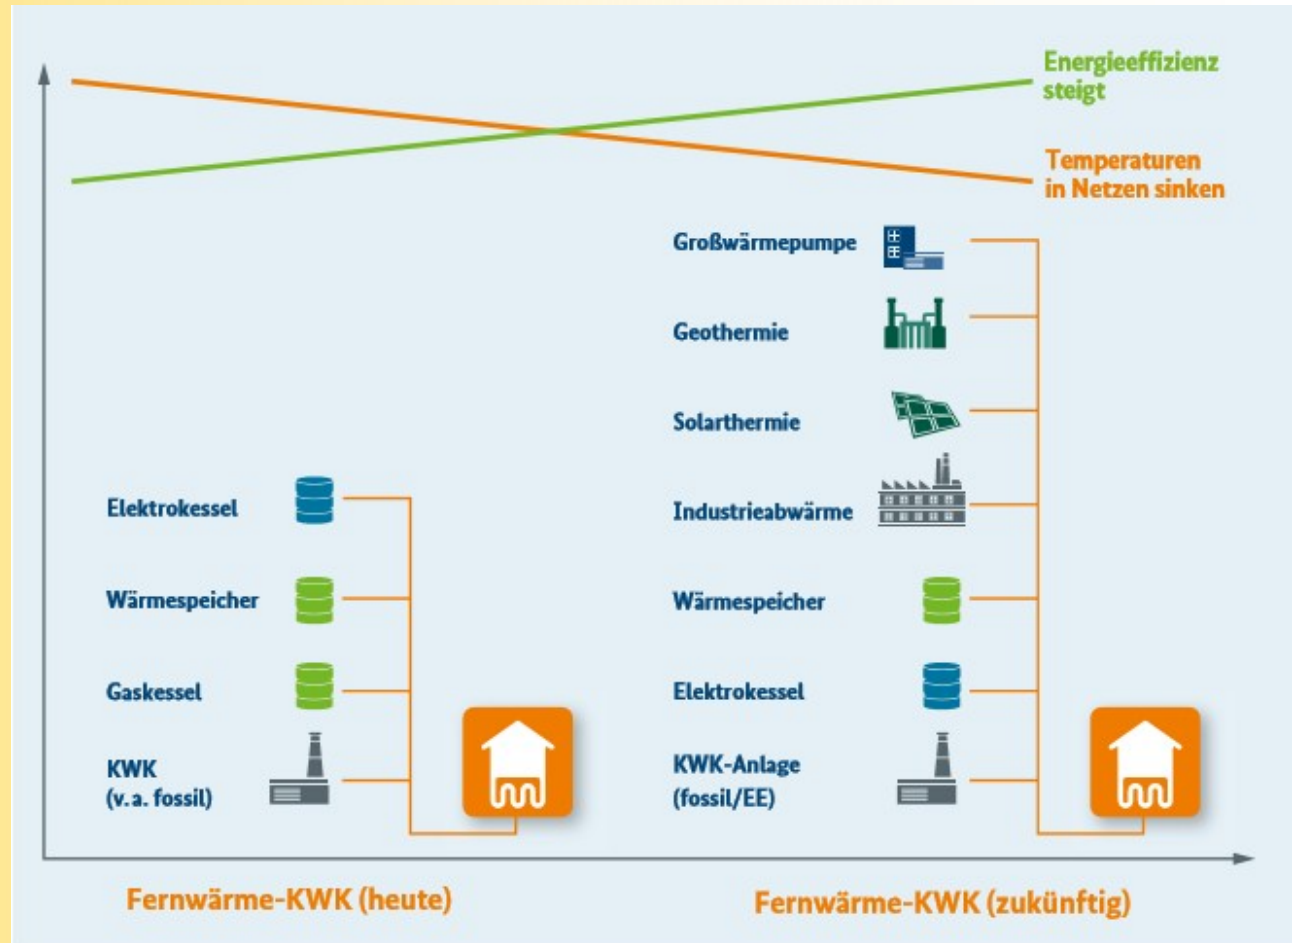 Energieeffizienz
steigt
Temperaturen
in Netzen sinken
Elektrokessel
Wärmespeicher
Gaskessel
KWK
(v. a. fossil)
Großwärmepumpe
Geothermie
Solarthermie
Industrieabwärme
Wärmespeicher
Elektrokessel
KWK-Anlage
(fossil/EE)
Fernwärme-KWK (heute)
Fernwärme-KWK (zukünftig)